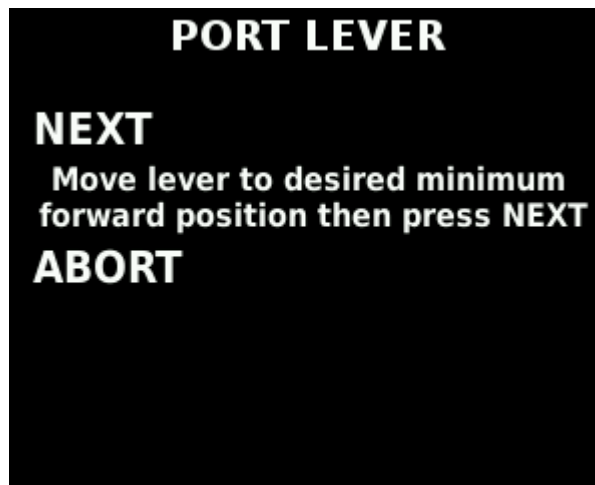 PORT LEVER
NEXT
Move lever to desired minimum
forward position then press NEXT
ABORT